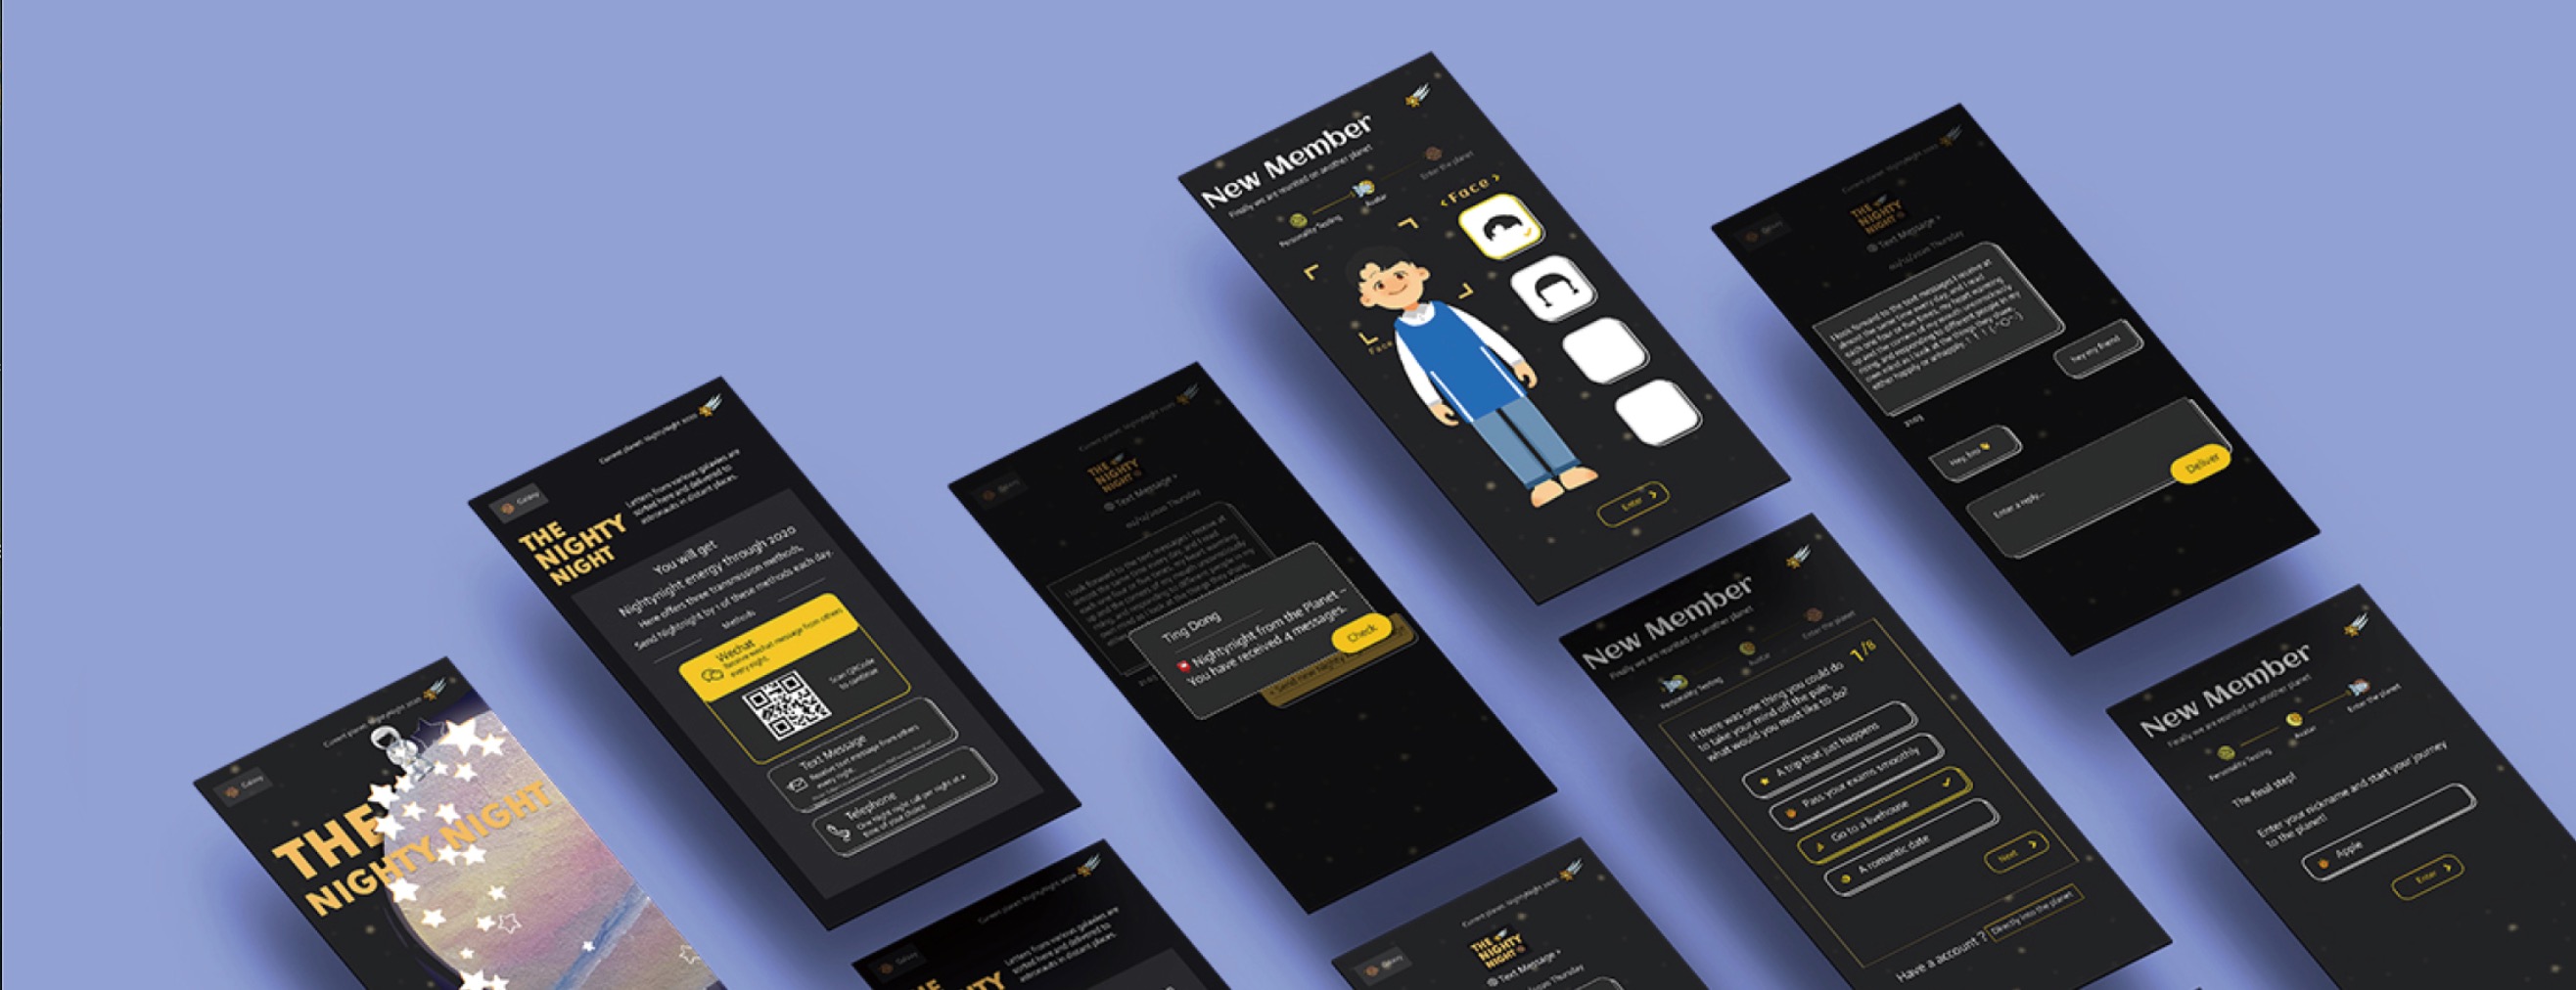 THE
NIGHTY NIGHT
Galaxy
Current planet: Nightynight 2020
THE
NIGHTY
NIGHT
Letters from various galaxies are
sorted here and delivered to
astronauts in distant places.
You will get
Nightynight energy through 2020
Here offers three transmission methods,
Send Nightnight by 1 of these methods each day.
Methods
Wechat
Receive wechat message from others
every night.
Scan QRCode
to continue
Text Message
Receive text message from others
every night.
Telephone
One night call per night at a
time of your choice
THE
NIGHTY
NIGHT
Text Message
Thursday
Ting Dong
Nightynight from the Planet ~
You have received 4 messages.
Check
+ Send new Nighty
New Member
Finally we are reunited on another planet
Personality Testing
Avatar
Enter the planet
‹ Face ›
Face
Enter ›
THE
NIGHTY
NIGHT
Text Message
Thursday
I look forward to the text messages I receive at
almost the same time every day, and I read
each one four or five times, my heart warming
up and the corners of my mouth unconsciously
rising, and responding to different people in my
own mind as I look at the things they share,
either happily or unhappily.
hey my friend
21:03
Hey, bro
Enter a reply...
Deliver
Letters from various galaxies are
sorted here and delivered to
astronauts in distant places.
THE
NIGHTY
NIGHT
Text Message
Thursday
New Member
Finally we are reunited on another planet
Personality Testing
Avatar
Enter the planet
1/6
If there was one thing you could do
to take your mind off the pain,
what would you most like to do?
A trip that just happens
Pass your exams smoothly
Go to a livehouse
A romantic date
Next ›
Have a account ?
Directly into the planet
New Member
Finally we are reunited on another planet
Personality Testing
Avatar
Enter the planet
The final step!
Enter your nickname and start your journey
to the planet!
Apple
Enter ›